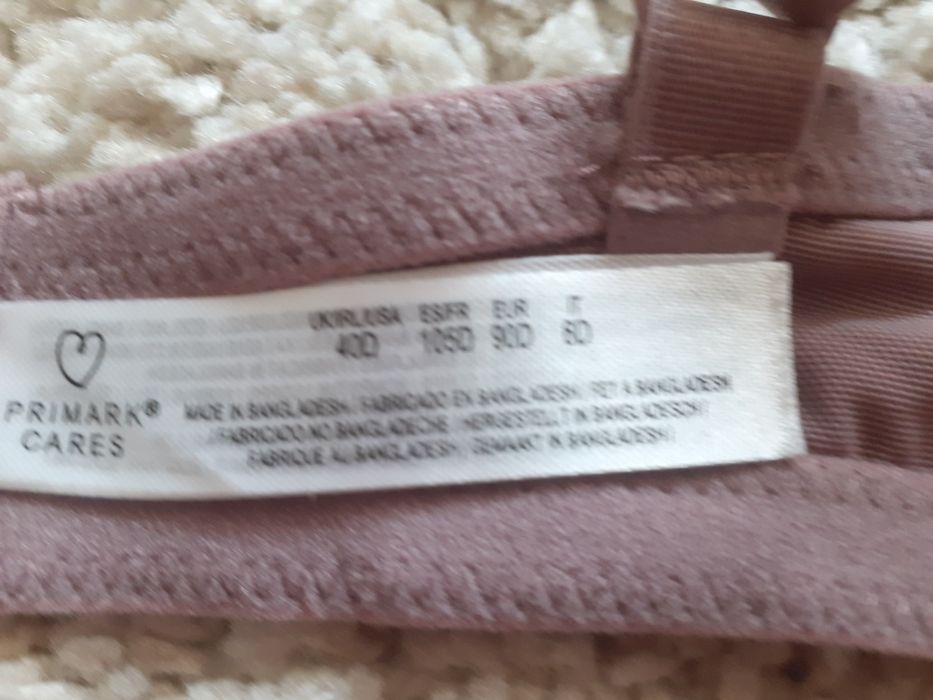 UK/IRL/USA ES/FR EUR IT
40D 105D 90D 6D
PRIMARK®
CARES
MADE IN BANGLADESH / FABRICADO EN BANGLADESH / FET A BANGLADESH
/ FABRICADO NO BANGLADECHE / HERGESTELLT IN BANGLADESCH /
FABRIQUE AU BANGLADESH / GEMAAKT IN BANGLADESH /